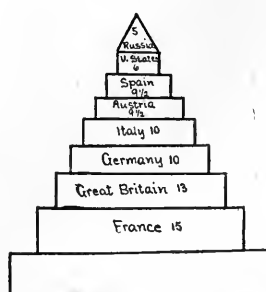 5
Russia
U. States
6
Spain
9½
Austria
9½
Italy 10
Germany 10
Great Britain 13
France 15